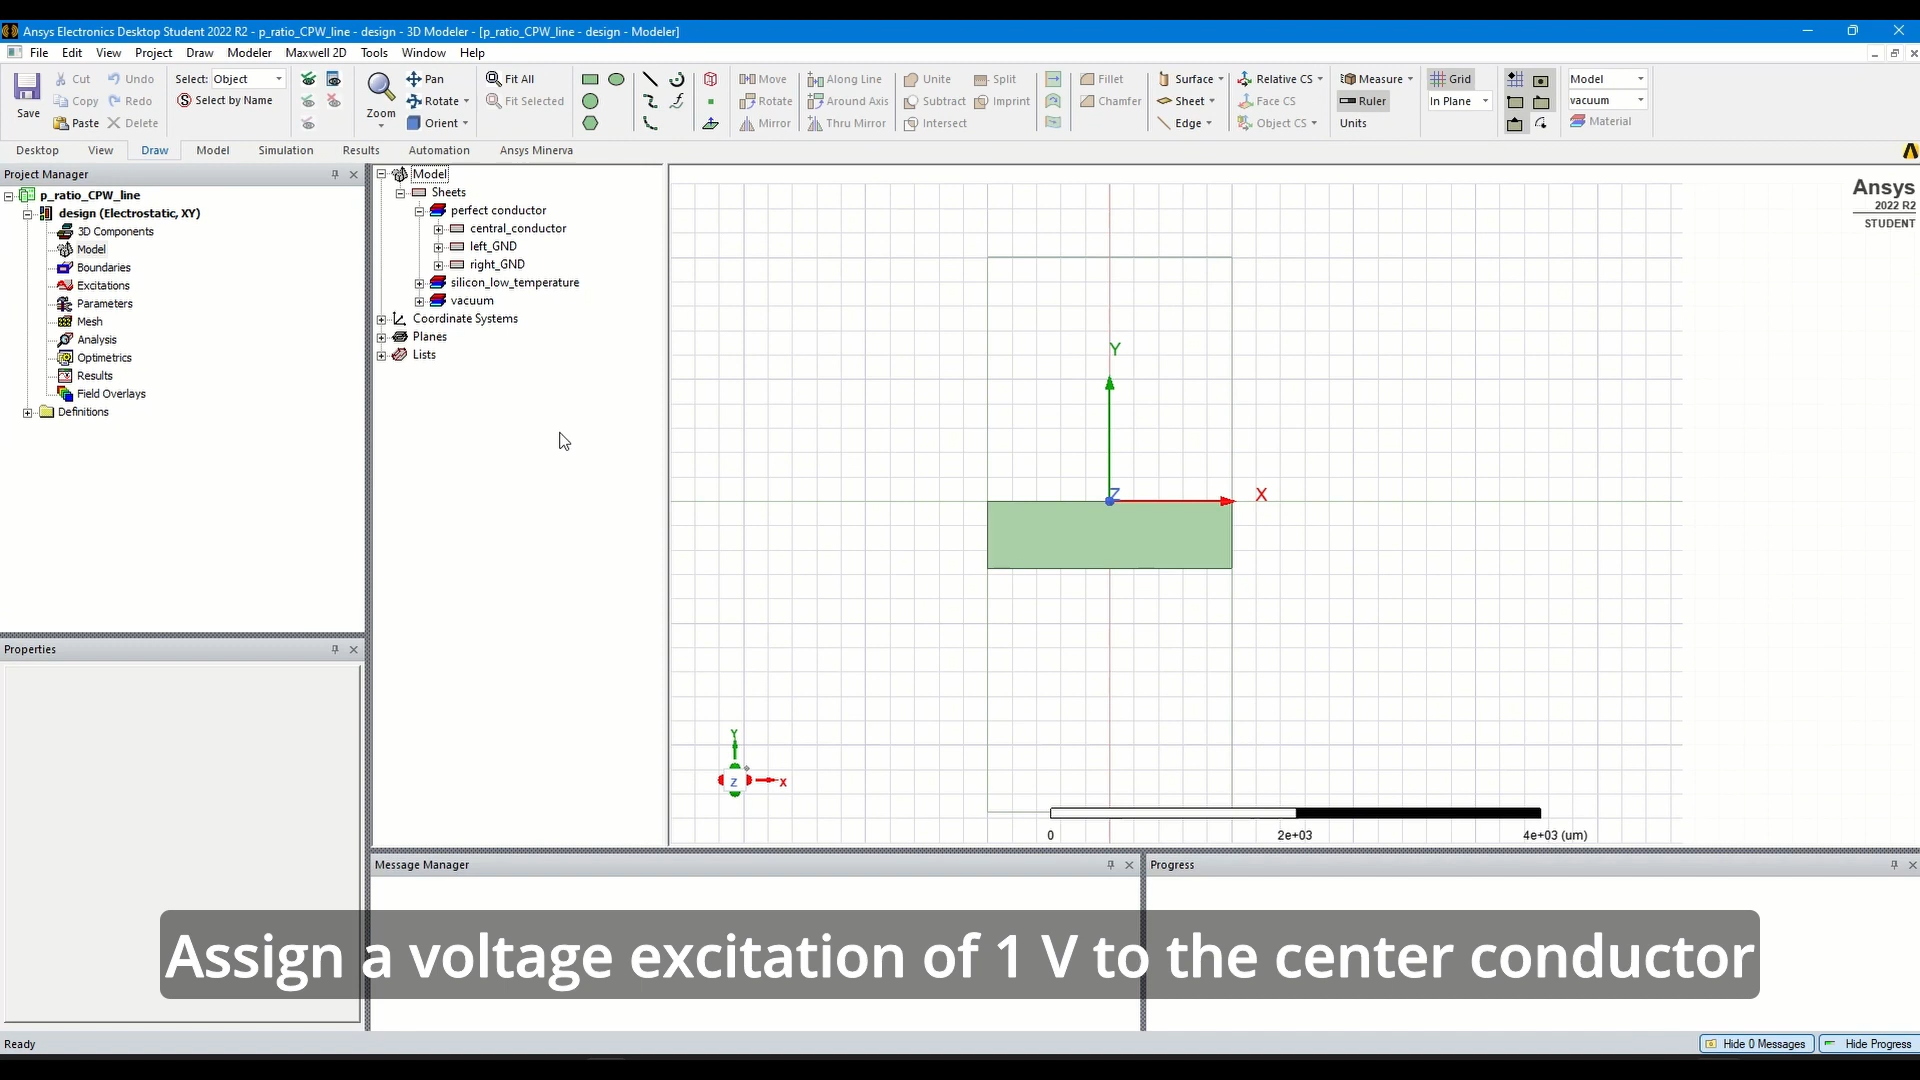 Ansys Electronics Desktop Student 2022 R2 - p_ratio_CPW_line - design - 3D Modeler - [p_ratio_CPW_line - design - Modeler]
File Edit View Project Draw Modeler Maxwell 2D Tools Window Help
Save
Cut
Copy
Paste
Undo
Redo
Delete
Select: Object
Select by Name
Zoom
Pan
Rotate
Orient
Fit All
Fit Selected
Move
Rotate
Mirror
Along Line
Around Axis
Thru Mirror
Unite
Subtract
Intersect
Split
Imprint
Fillet
Chamfer
Surface
Sheet
Edge
Relative CS
Face CS
Object CS
Measure
Ruler
Units
Grid
In Plane
Model
vacuum
Material
Desktop View Draw Model Simulation Results Automation Ansys Minerva
Project Manager
p_ratio_CPW_line
design (Electrostatic, XY)
3D Components
Model
Boundaries
Excitations
Parameters
Mesh
Analysis
Optimetrics
Results
Field Overlays
Definitions
Properties
Model
Sheets
perfect conductor
central_conductor
left_GND
right_GND
silicon_low_temperature
vacuum
Coordinate Systems
Planes
Lists
Ansys
2022 R2
STUDENT
Y
Z
X
Y
Z
X
0 2e+03 4e+03 (um)
Message Manager
Progress
Assign a voltage excitation of 1 V to the center conductor
Ready
Hide 0 Messages
Hide Progress